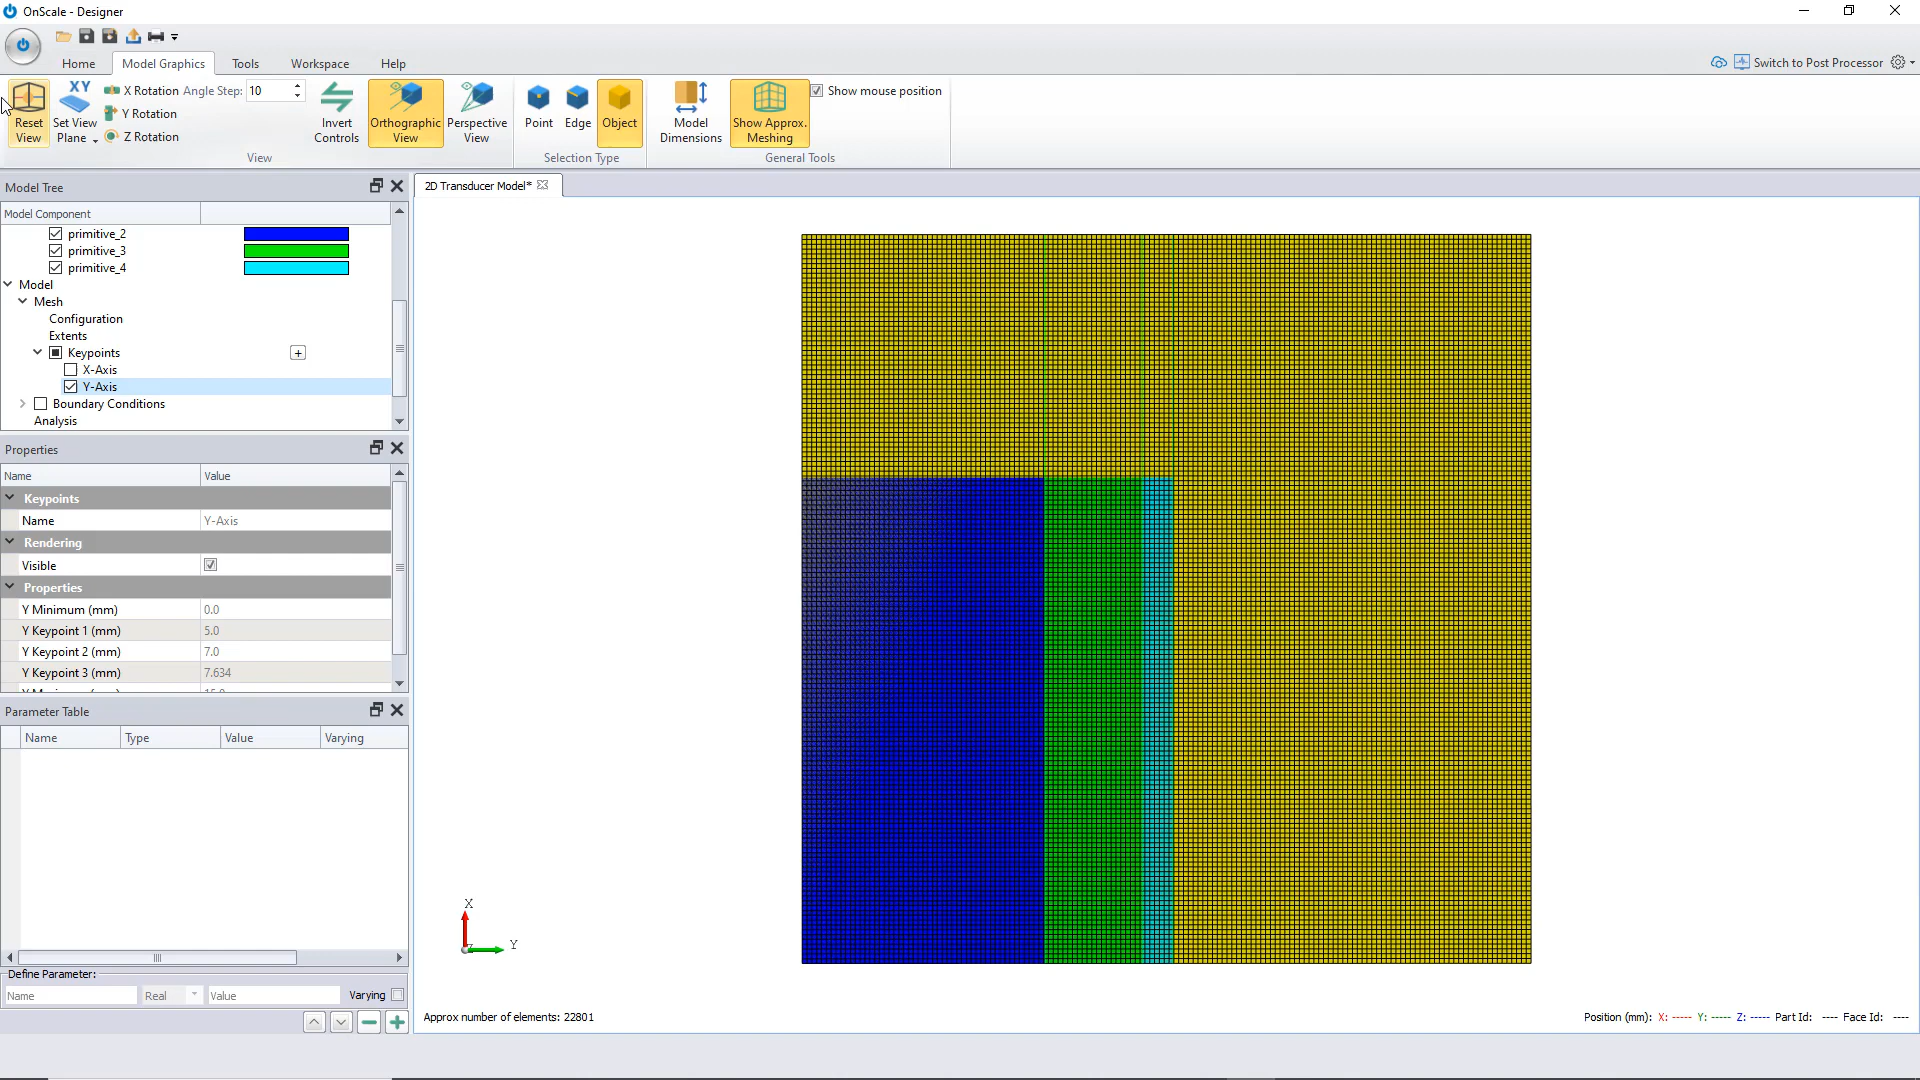 OnScale - Designer
Home
Model Graphics
Tools
Workspace
Help
Switch to Post Processor
Reset View
XY
Set View Plane
X Rotation
Angle Step:
10
Y Rotation
Z Rotation
Invert Controls
Orthographic View
Perspective View
View
Point
Edge
Object
Selection Type
Model Dimensions
Show Approx. Meshing
Show mouse position
General Tools
Model Tree
Model Component
primitive_2
primitive_3
primitive_4
Model
Mesh
Configuration
Extents
Keypoints
+
X-Axis
Y-Axis
Boundary Conditions
Analysis
Properties
Name Value
Keypoints
Name Y-Axis
Rendering
Visible
Properties
Y Minimum (mm) 0.0
Y Keypoint 1 (mm) 5.0
Y Keypoint 2 (mm) 7.0
Y Keypoint 3 (mm) 7.634
Parameter Table
Name Type Value Varying
Define Parameter:
Name Real Value Varying
2D Transducer Model*
X
Y
Z
Approx number of elements: 22801
Position (mm): X: ----- Y: ----- Z: ----- Part Id: ---- Face Id: ----